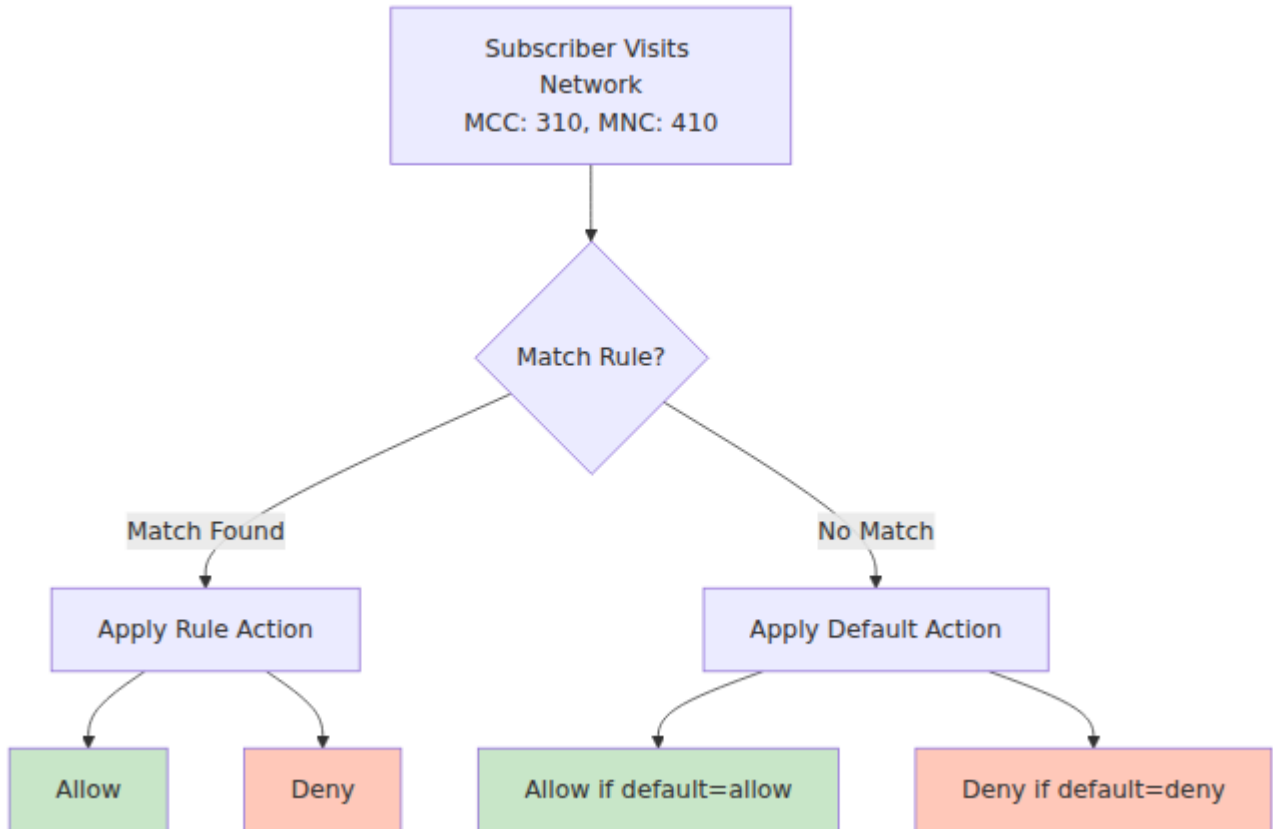 Subscriber Visits
Network
MCC: 310, MNC: 410
Match Rule?
Match Found
No Match
Apply Rule Action
Apply Default Action
Allow
Deny
Allow if default=allow
Deny if default=deny